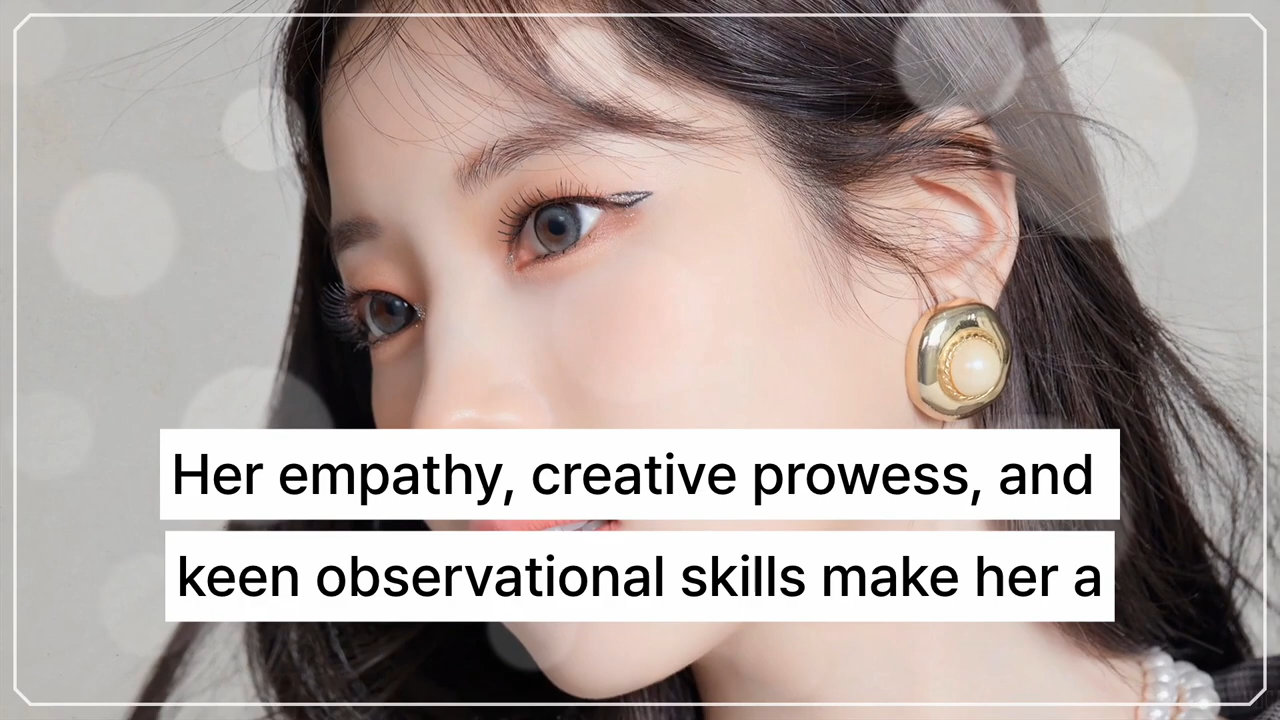 Her empathy, creative prowess, and
keen observational skills make her a